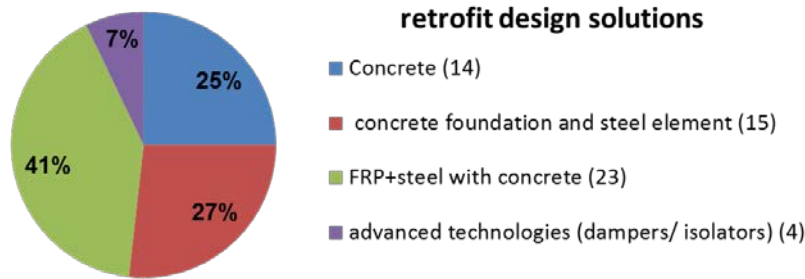 retrofit design solutions
7%
25%
41%
27%
Concrete (14)
concrete foundation and steel element (15)
FRP+steel with concrete (23)
advanced technologies (dampers/ isolators) (4)